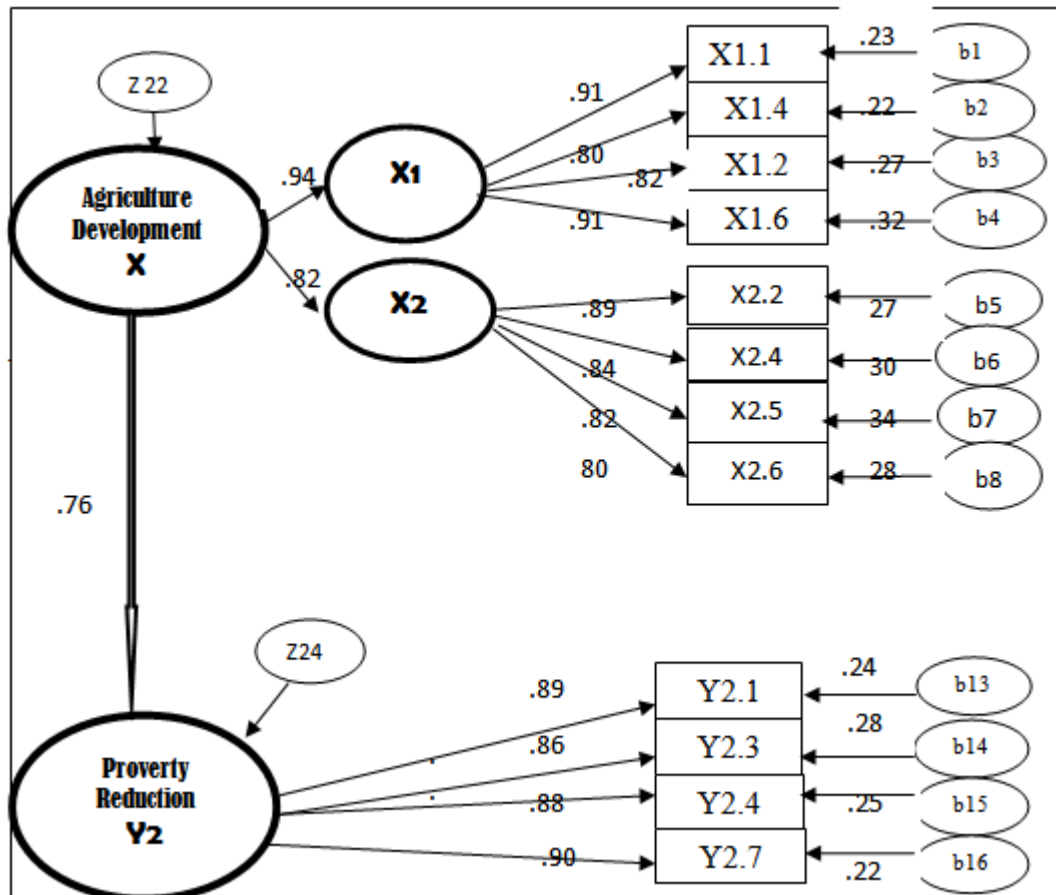 Z 22
Agriculture
Development
X
.94
.82
X1
X2
.91
.80
.82
.91
X1.1
X1.4
X1.2
X1.6
.23
.22
.27
.32
b1
b2
b3
b4
.89
.84
.82
80
X2.2
X2.4
X2.5
X2.6
27
30
34
28
b5
b6
b7
b8
.76
Z24
Proverty
Reduction
Y2
.89
.86
.88
.90
Y2.1
Y2.3
Y2.4
Y2.7
.24
.28
.25
.22
b13
b14
b15
b16